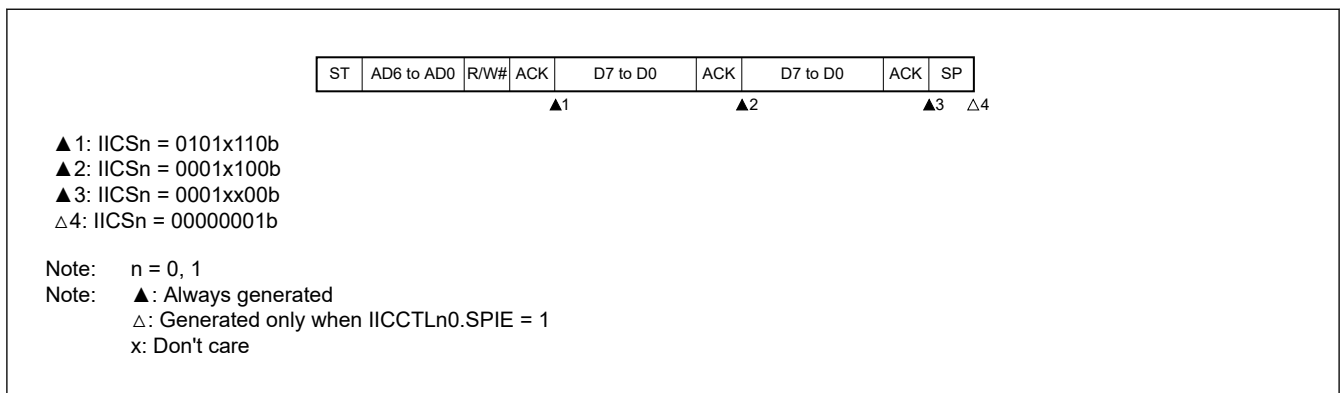 ST AD6 to AD0 R/W# ACK D7 to D0 ACK D7 to D0 ACK SP
▲1 ▲2 ▲3 △4
▲1: IICSn = 0101x110b
▲2: IICSn = 0001x100b
▲3: IICSn = 0001xx00b
△4: IICSn = 00000001b
Note: n = 0, 1
Note: ▲: Always generated
△: Generated only when IICCTLn0.SPIE = 1
x: Don't care